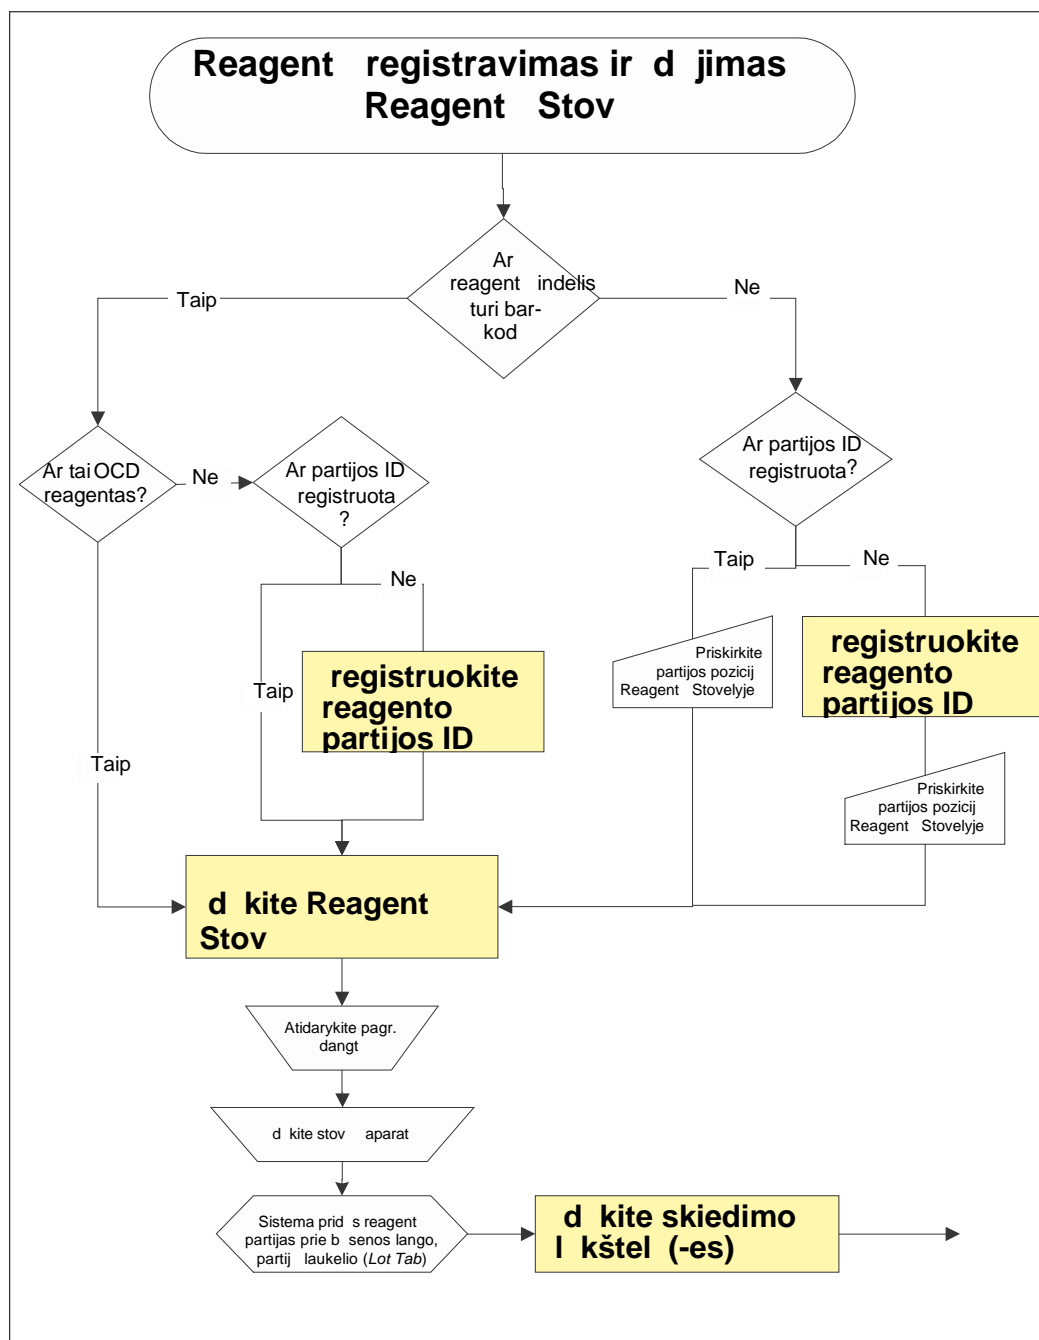 Reagent registravimas ir d jimas
Reagent Stov
Ar
reagent indelis
turi bar-
kod
Taip
Ne
Ar tai OCD
reagentas?
Ne
Ar partijos ID
registruota
?
Ar partijos ID
registruota?
Taip
Ne
Ne
Taip
registruokite
reagento
partijos ID
Priskirkite
partijos pozicij
Reagent Stovelyje
registruokite
reagento
partijos ID
Taip
Priskirkite
partijos pozicij
Reagent Stovelyje
d kite Reagent
Stov
Atidarykite pagr.
dangt
d kite stov aparat
Sistema prid s reagent
partijas prie b senos lango,
partij laukelio (Lot Tab)
d kite skiedimo
l kštel (-es)